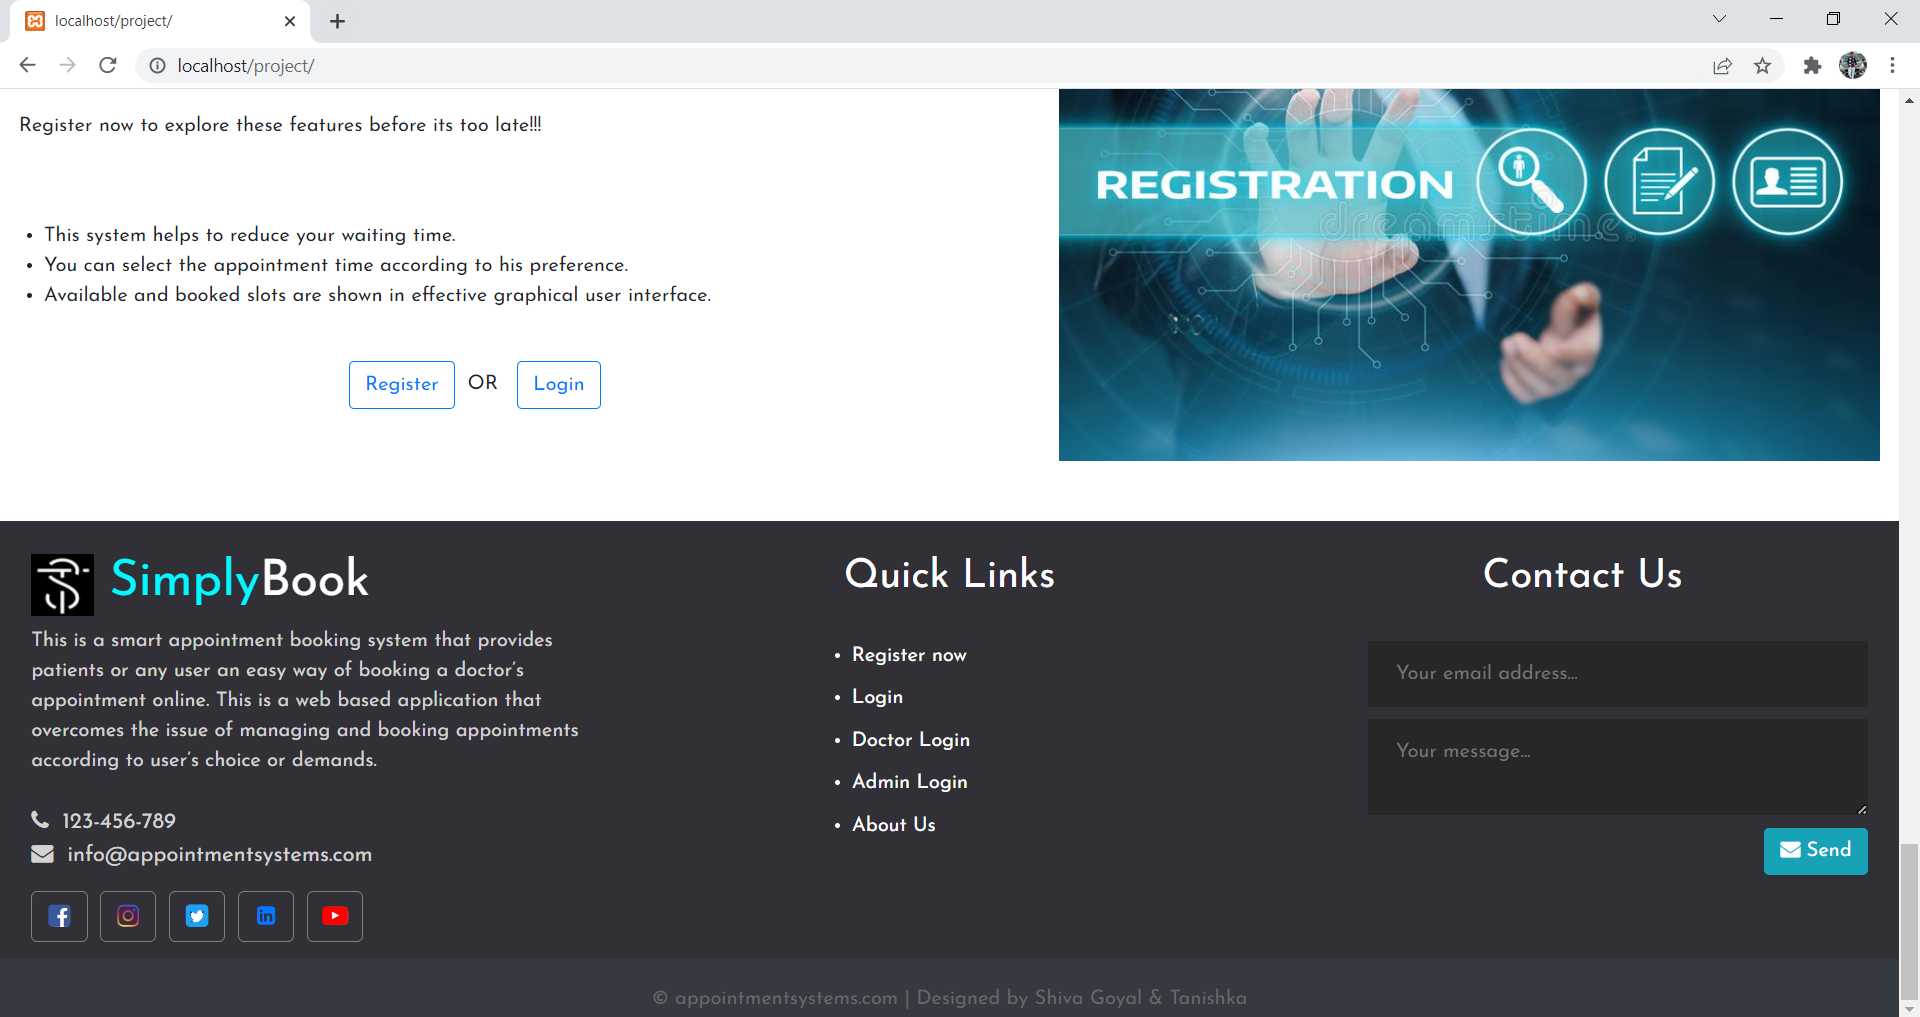 localhost/project/
localhost/project/
Register now to explore these features before its too late!!!
This system helps to reduce your waiting time.
You can select the appointment time according to his preference.
Available and booked slots are shown in effective graphical user interface.
Register OR Login
REGISTRATION
dreamstime
SimplyBook
This is a smart appointment booking system that provides
patients or any user an easy way of booking a doctor's
appointment online. This is a web based application that
overcomes the issue of managing and booking appointments
according to user's choice or demands.
123-456-789
info@appointmentsystems.com
Quick Links
Register now
Login
Doctor Login
Admin Login
About Us
Contact Us
Your email address...
Your message...
Send
© appointmentsystems.com | Designed by Shiva Goyal & Tanishka